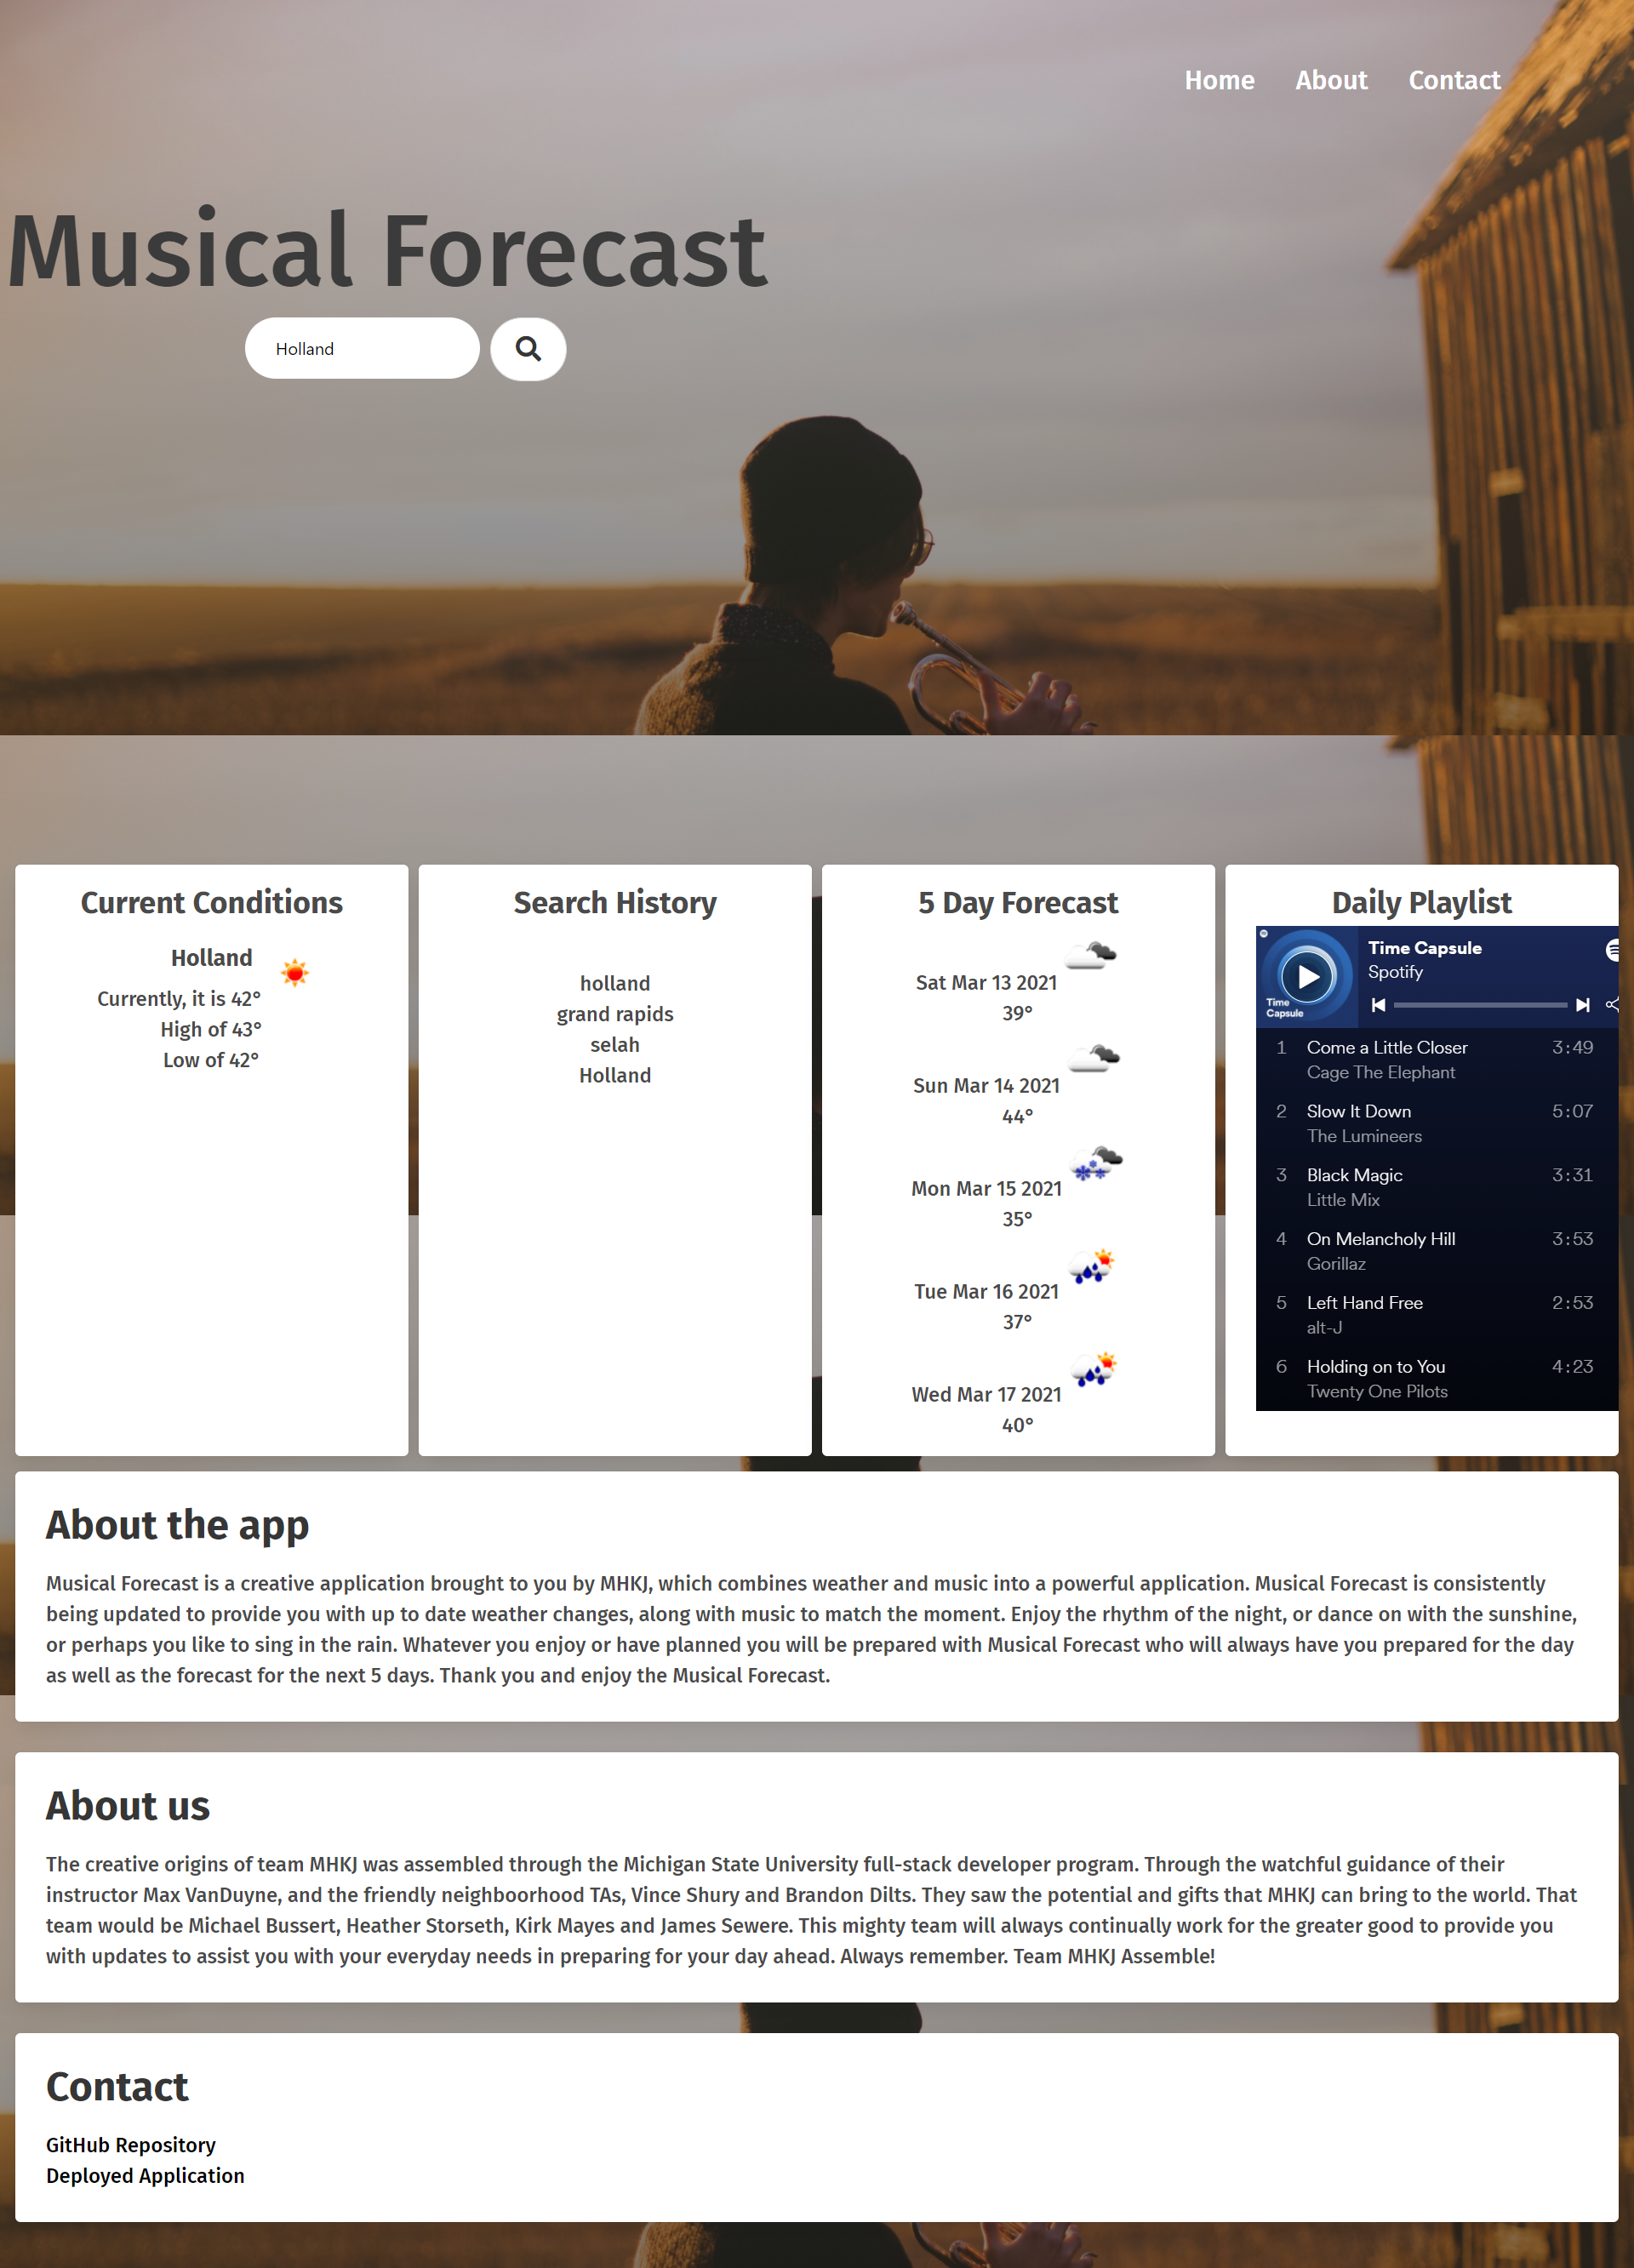 Home About Contact
Musical Forecast
Holland
Current Conditions
Holland
Currently, it is 42°
High of 43°
Low of 42°
Search History
holland
grand rapids
selah
Holland
5 Day Forecast
Sat Mar 13 2021
39°
Sun Mar 14 2021
44°
Mon Mar 15 2021
35°
Tue Mar 16 2021
37°
Wed Mar 17 2021
40°
Daily Playlist
Time Capsule
Spotify
Time
Capsule
1 Come a Little Closer 3:49
Cage The Elephant
2 Slow It Down 5:07
The Lumineers
3 Black Magic 3:31
Little Mix
4 On Melancholy Hill 3:53
Gorillaz
5 Left Hand Free 2:53
alt-J
6 Holding on to You 4:23
Twenty One Pilots
About the app
Musical Forecast is a creative application brought to you by MHKJ, which combines weather and music into a powerful application. Musical Forecast is consistently
being updated to provide you with up to date weather changes, along with music to match the moment. Enjoy the rhythm of the night, or dance on with the sunshine,
or perhaps you like to sing in the rain. Whatever you enjoy or have planned you will be prepared with Musical Forecast who will always have you prepared for the day
as well as the forecast for the next 5 days. Thank you and enjoy the Musical Forecast.
About us
The creative origins of team MHKJ was assembled through the Michigan State University full-stack developer program. Through the watchful guidance of their
instructor Max VanDuyne, and the friendly neighboorhood TAs, Vince Shury and Brandon Dilts. They saw the potential and gifts that MHKJ can bring to the world. That
team would be Michael Bussert, Heather Storseth, Kirk Mayes and James Sewere. This mighty team will always continually work for the greater good to provide you
with updates to assist you with your everyday needs in preparing for your day ahead. Always remember. Team MHKJ Assemble!
Contact
GitHub Repository
Deployed Application